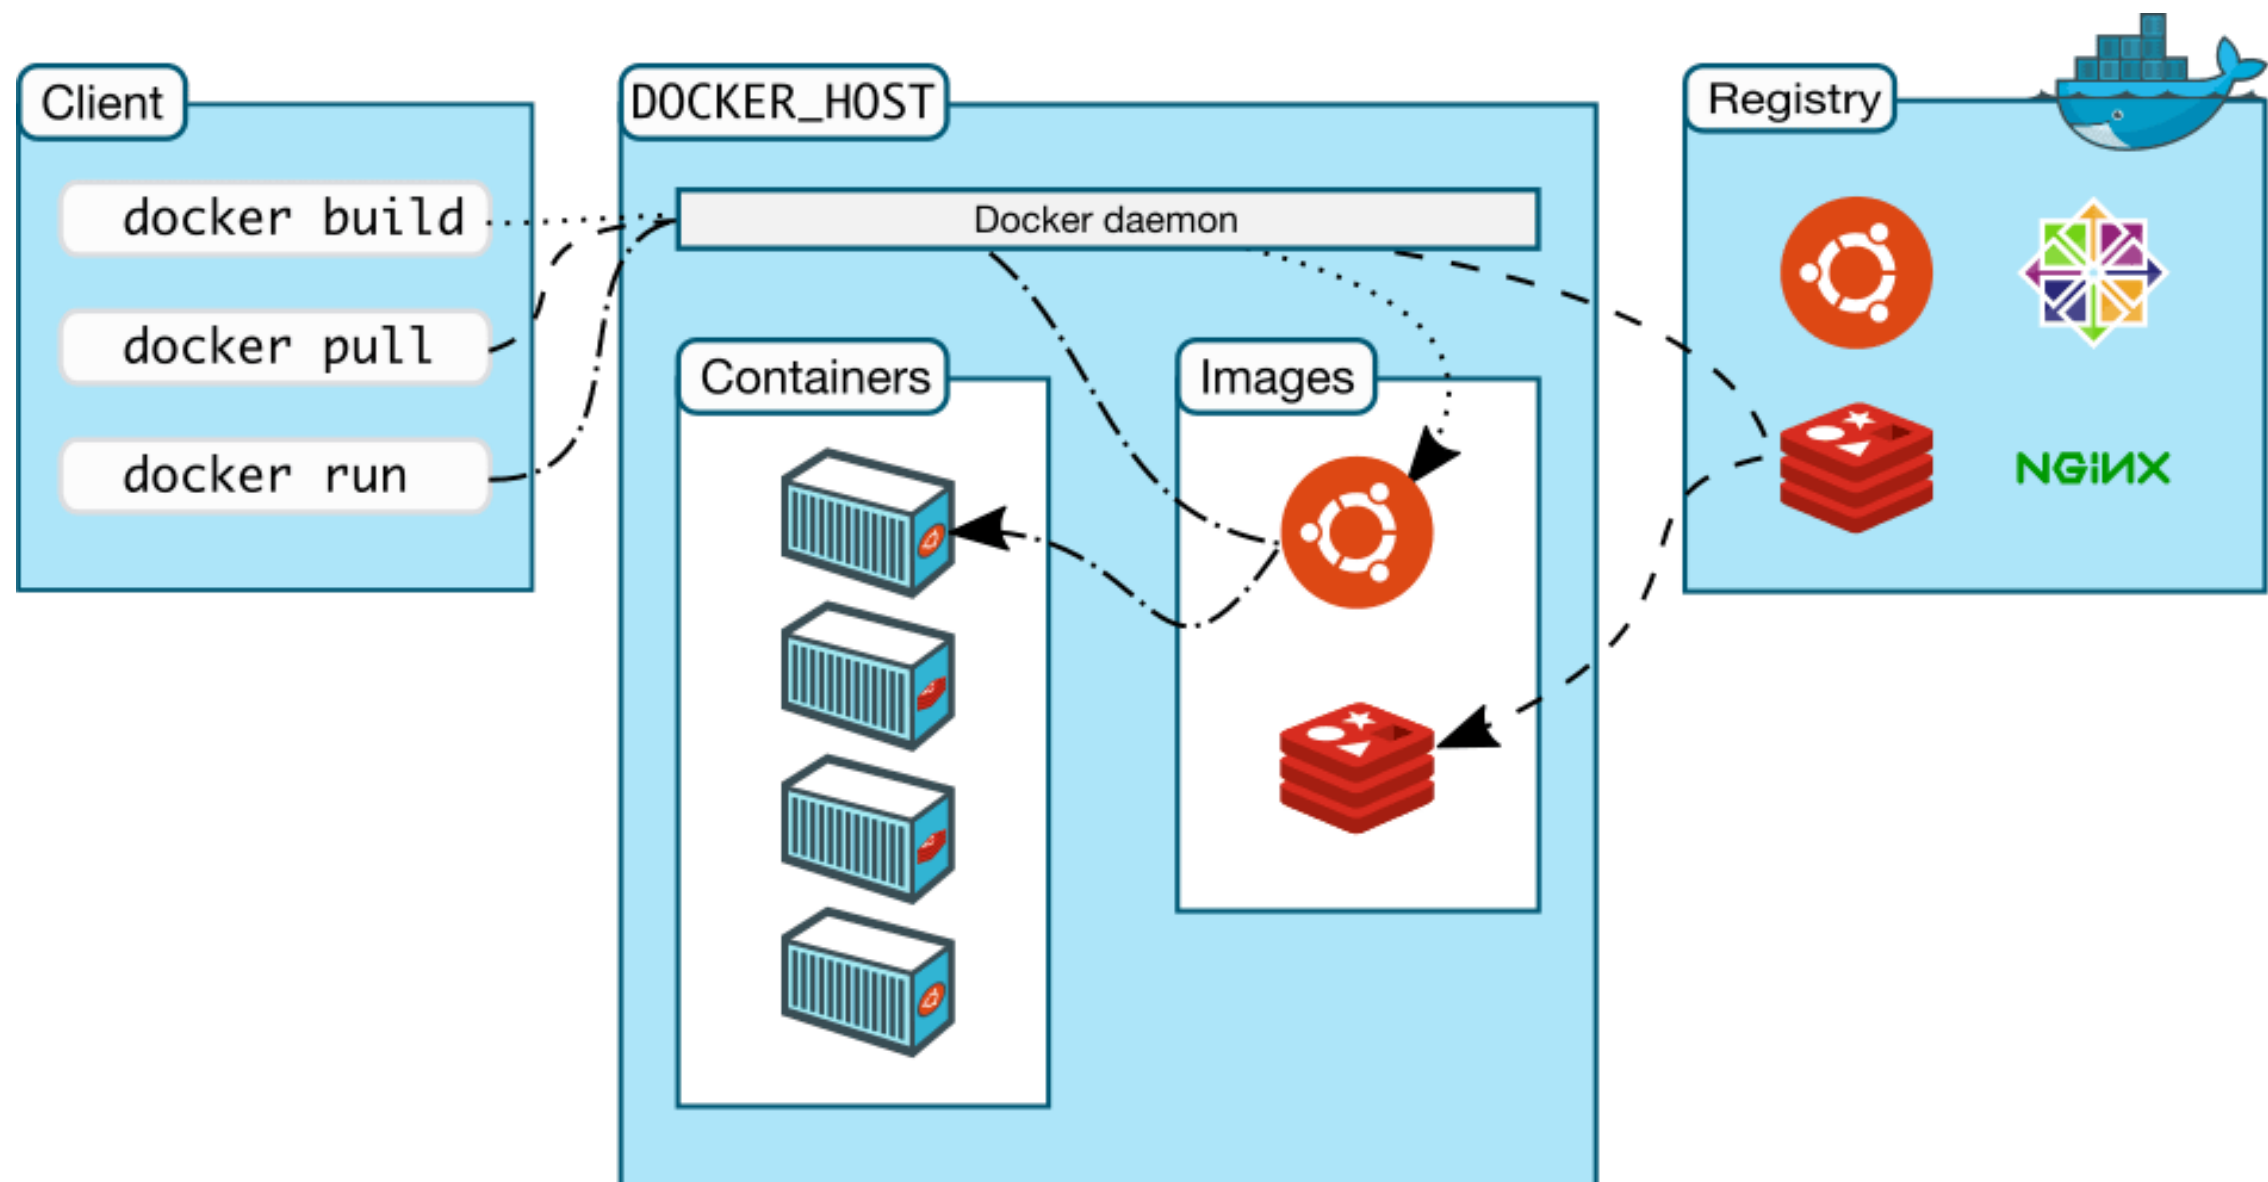 Client
docker build
docker pull
docker run
DOCKER_HOST
Docker daemon
Containers
Images
Registry
NGiNX